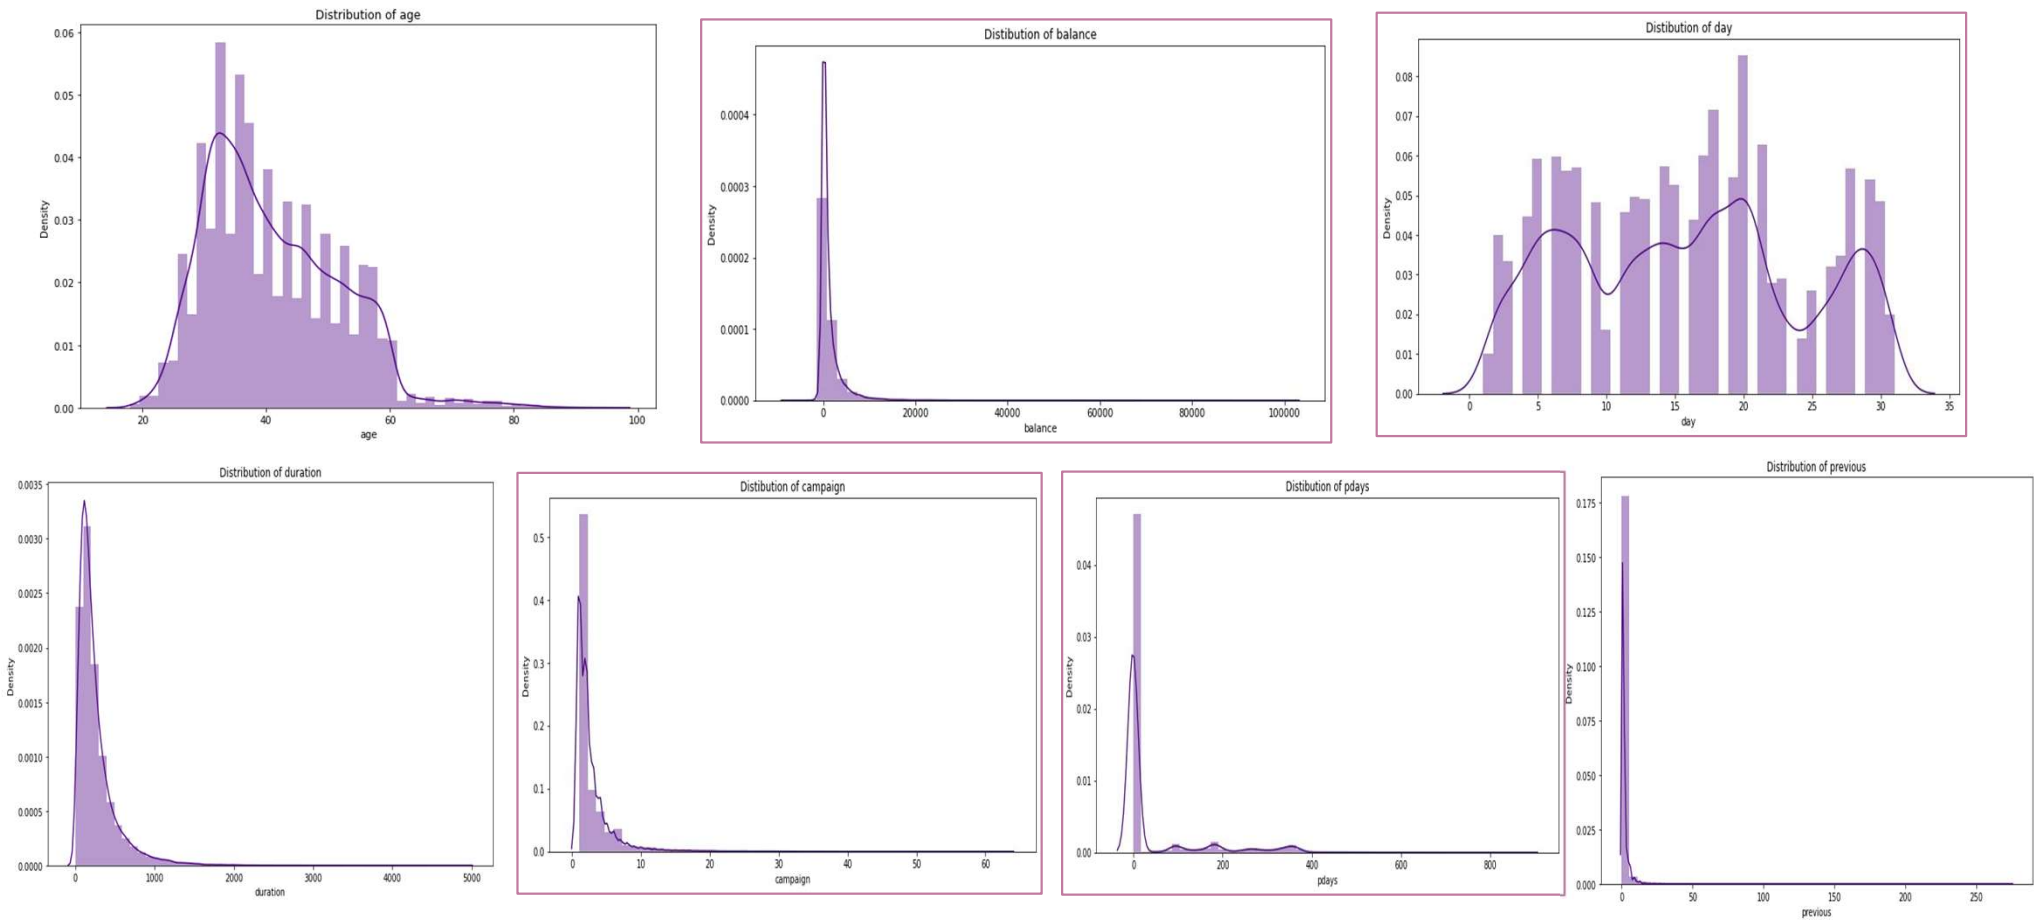 Distribution of age
0.06
0.05
0.04
0.03
0.02
0.01
0.00
Density
20 40 60 80 100
age
Distibution of balance
0.0004
0.0003
0.0002
0.0001
0.0000
Density
0 20000 40000 60000 80000 100000
balance
Distibution of day
0.08
0.07
0.06
0.05
0.04
0.03
0.02
0.01
0.00
Density
0 5 10 15 20 25 30 35
day
Distribution of duration
0.0035
0.0030
0.0025
0.0020
0.0015
0.0010
0.0005
0.0000
Density
0 1000 2000 3000 4000 5000
duration
Distibution of campaign
0.5
0.4
0.3
0.2
0.1
0.0
Density
0 10 20 30 40 50 60
campaign
Distibution of pdays
0.04
0.03
0.02
0.01
0.00
Density
0 200 400 600 800
pdays
Distribution of previous
0.175
0.150
0.125
0.100
0.075
0.050
0.025
0.000
Density
0 50 100 150 200 250
previous